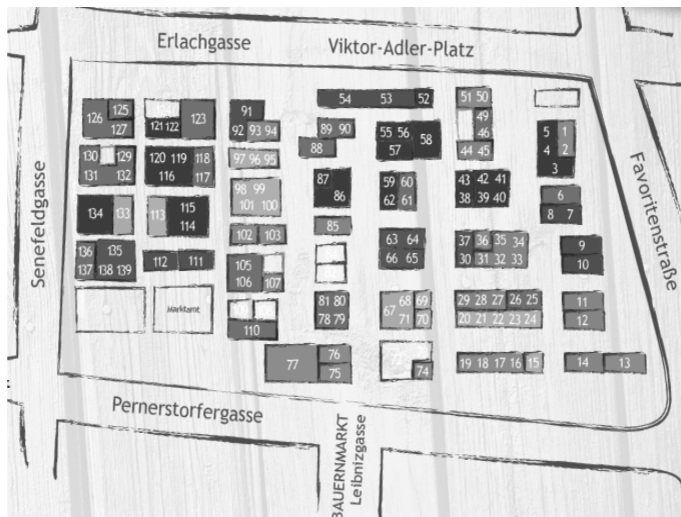 Erlachgasse
Viktor-Adler-Platz
Senefeldgasse
Favoritenstraße
54 53 52
51 50
126 125
127
121 122 123
91
92 93 94
89 90
88
55 56 58
57
49
46
44 45
5 1
4 2
3
130 129
131 132
120 119 118
116 117
97 96 95
98 99
101 100
87
86
59 60
62 61
43 42 41
38 39 40
6
8 7
134 133
113 115
114
102 103
85
63 64
66 65
37 36 35 34
30 31 32 33
9
10
136 135
137 138 139
112 111
105
106 107
Marktamt
110
81 80
78 79
68 69
67
71 70
29 28 27 26 25
20 21 22 23 24
11
12
77 76
75
74
19 18 17 16 15
14 13
Pernerstorfergasse
BAUERNMARKT
Leibnizgasse